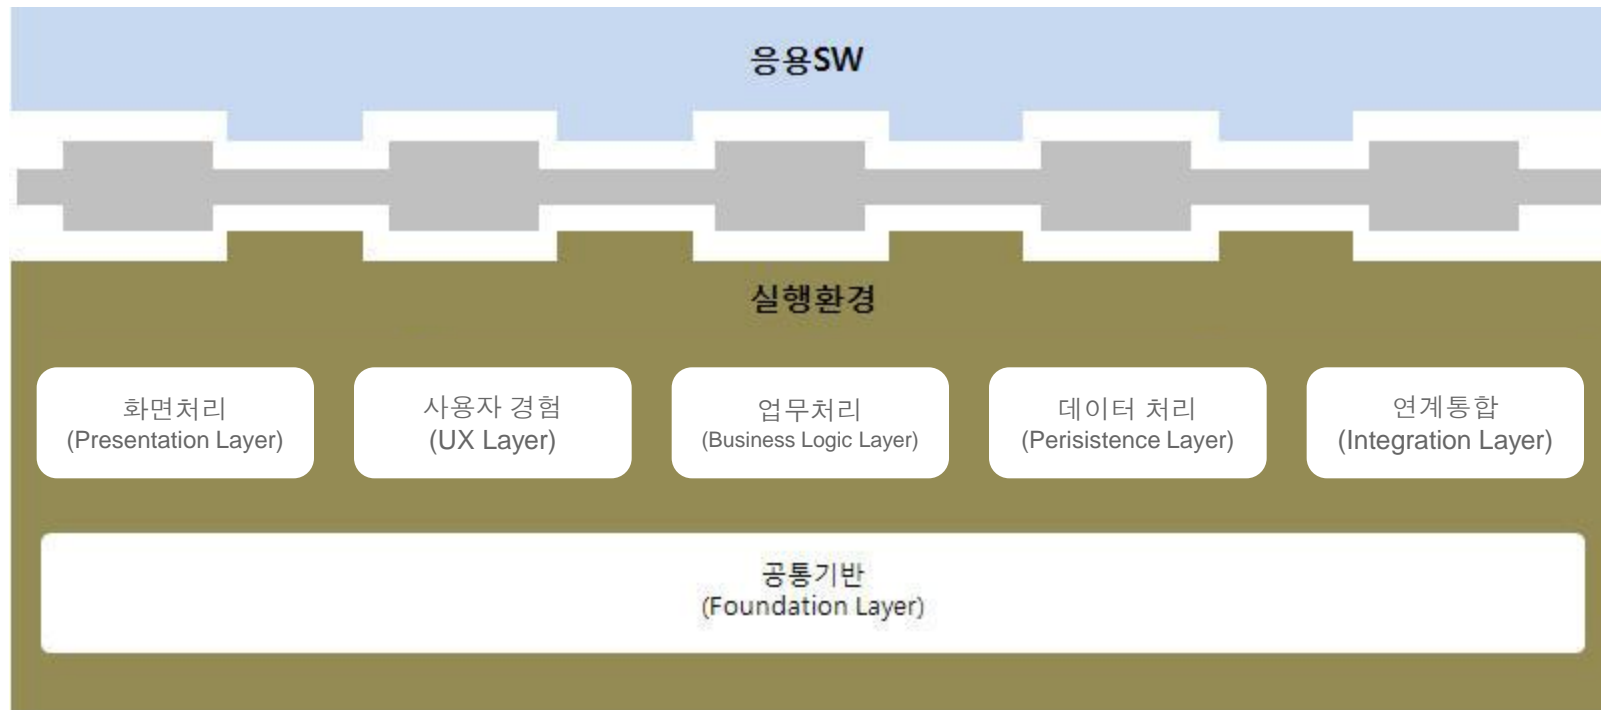 응용SW
실행환경
화면처리
(Presentation Layer)
사용자 경험
(UX Layer)
업무처리
(Business Logic Layer)
데이터 처리
(Perisistence Layer)
연계통합
(Integration Layer)
공통기반
(Foundation Layer)